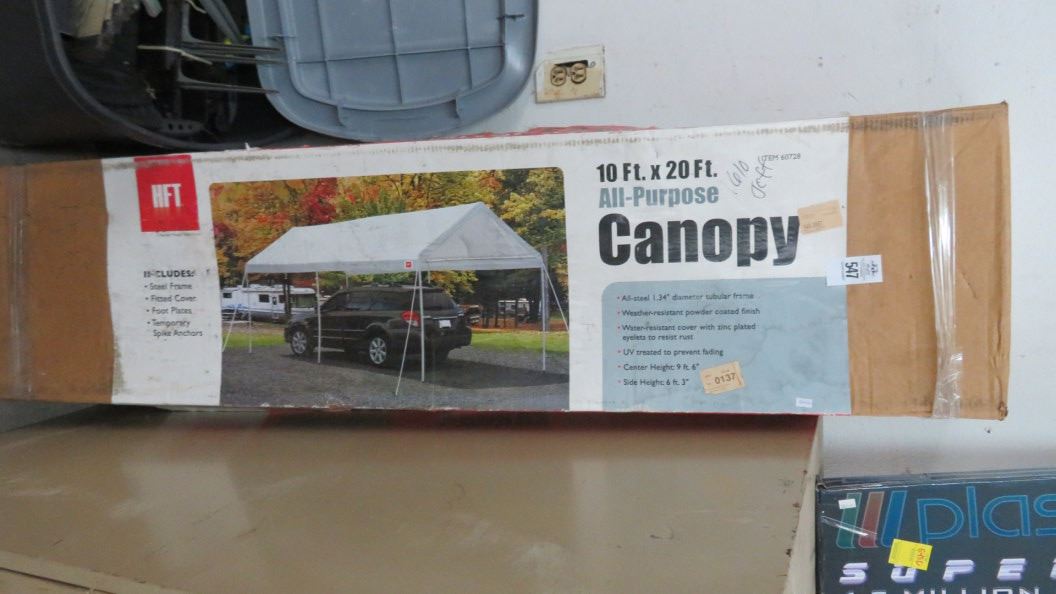 HFT
INCLUDES:
• Steel Frame
• Fitted Cover
• Foot Plates
• Temporary
Spike Anchors
10 Ft. x 20 Ft.
All-Purpose
Canopy
ITEM 60728
547
• All-steel 1.34" diameter tubular frame
• Weather-resistant powder coated finish
• Water-resistant cover with zinc plated
eyelets to resist rust
• UV treated to prevent fading
• Center Height: 9 ft. 6"
• Side Height: 6 ft. 3"
0137
plas
SUPE
MILLION